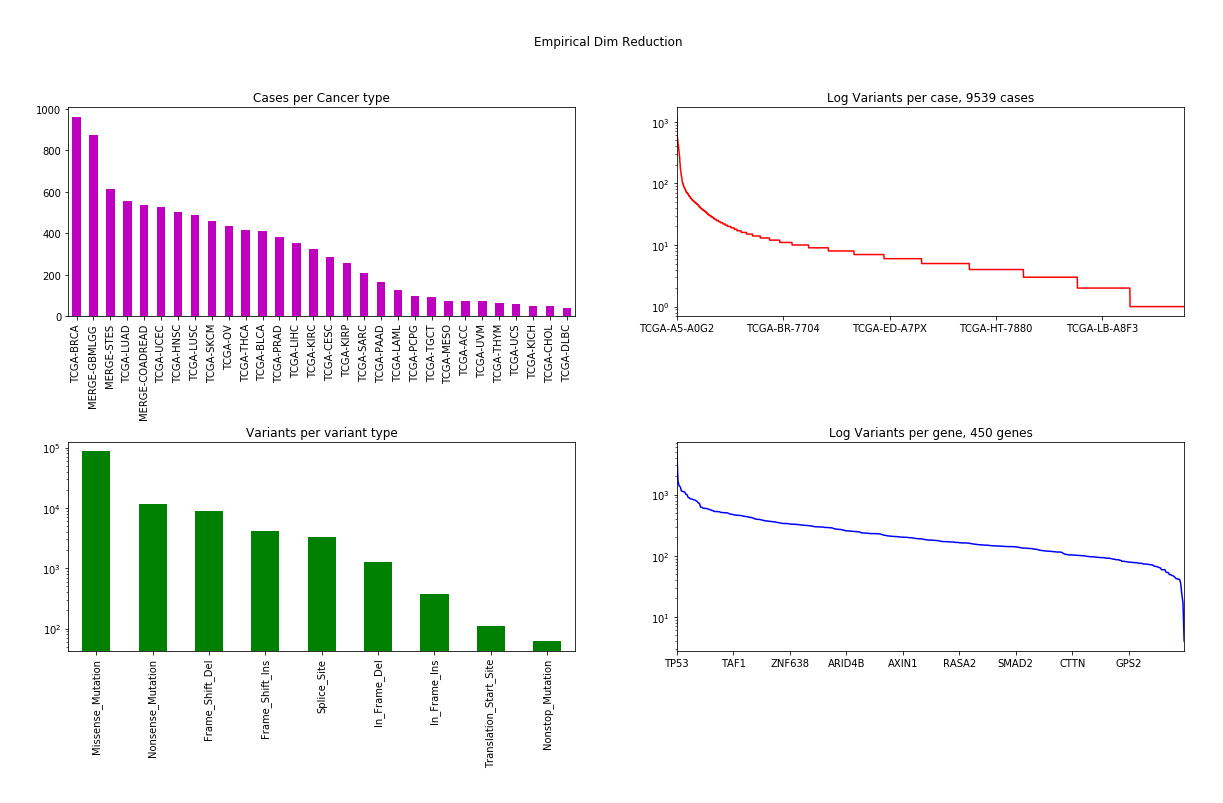 Empirical Dim Reduction
Cases per Cancer type
1000
800
600
400
200
0
TCGA-BRCA
MERGE-GBMLGG
MERGE-STES
TCGA-LUAD
MERGE-COADREAD
TCGA-UCEC
TCGA-HNSC
TCGA-LUSC
TCGA-SKCM
TCGA-OV
TCGA-THCA
TCGA-BLCA
TCGA-PRAD
TCGA-LIHC
TCGA-KIRC
TCGA-CESC
TCGA-KIRP
TCGA-SARC
TCGA-PAAD
TCGA-LAML
TCGA-PCPG
TCGA-TGCT
TCGA-MESO
TCGA-ACC
TCGA-UVM
TCGA-THYM
TCGA-UCS
TCGA-KICH
TCGA-CHOL
TCGA-DLBC
Log Variants per case, 9539 cases
10³
10²
10¹
10⁰
TCGA-A5-A0G2
TCGA-BR-7704
TCGA-ED-A7PX
TCGA-HT-7880
TCGA-LB-A8F3
Variants per variant type
10⁵
10⁴
10³
10²
Missense_Mutation
Nonsense_Mutation
Frame_Shift_Del
Frame_Shift_Ins
Splice_Site
In_Frame_Del
In_Frame_Ins
Translation_Start_Site
Nonstop_Mutation
Log Variants per gene, 450 genes
10³
10²
10¹
TP53
TAF1
ZNF638
ARID4B
AXIN1
RASA2
SMAD2
CTTN
GPS2